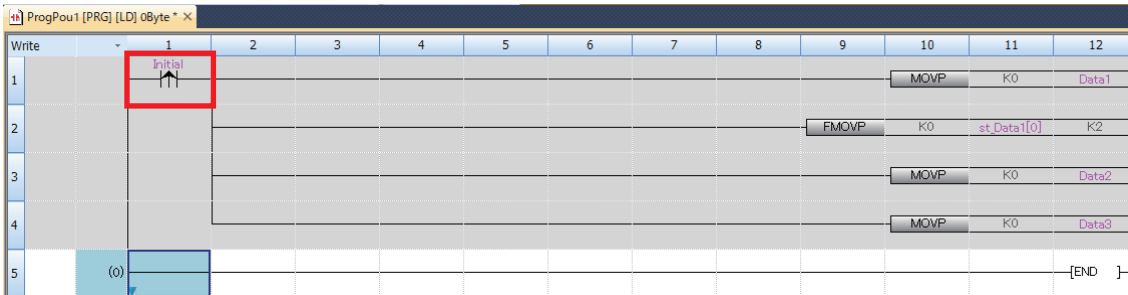 ProgPou1 [PRG] [LD] 0Byte *
Write 1 2 3 4 5 6 7 8 9 10 11 12
Initial
1 MOVP K0 Data1
2 FMOVP K0 st_Data1[0] K2
3 MOVP K0 Data2
4 MOVP K0 Data3
5 (0) [END ]